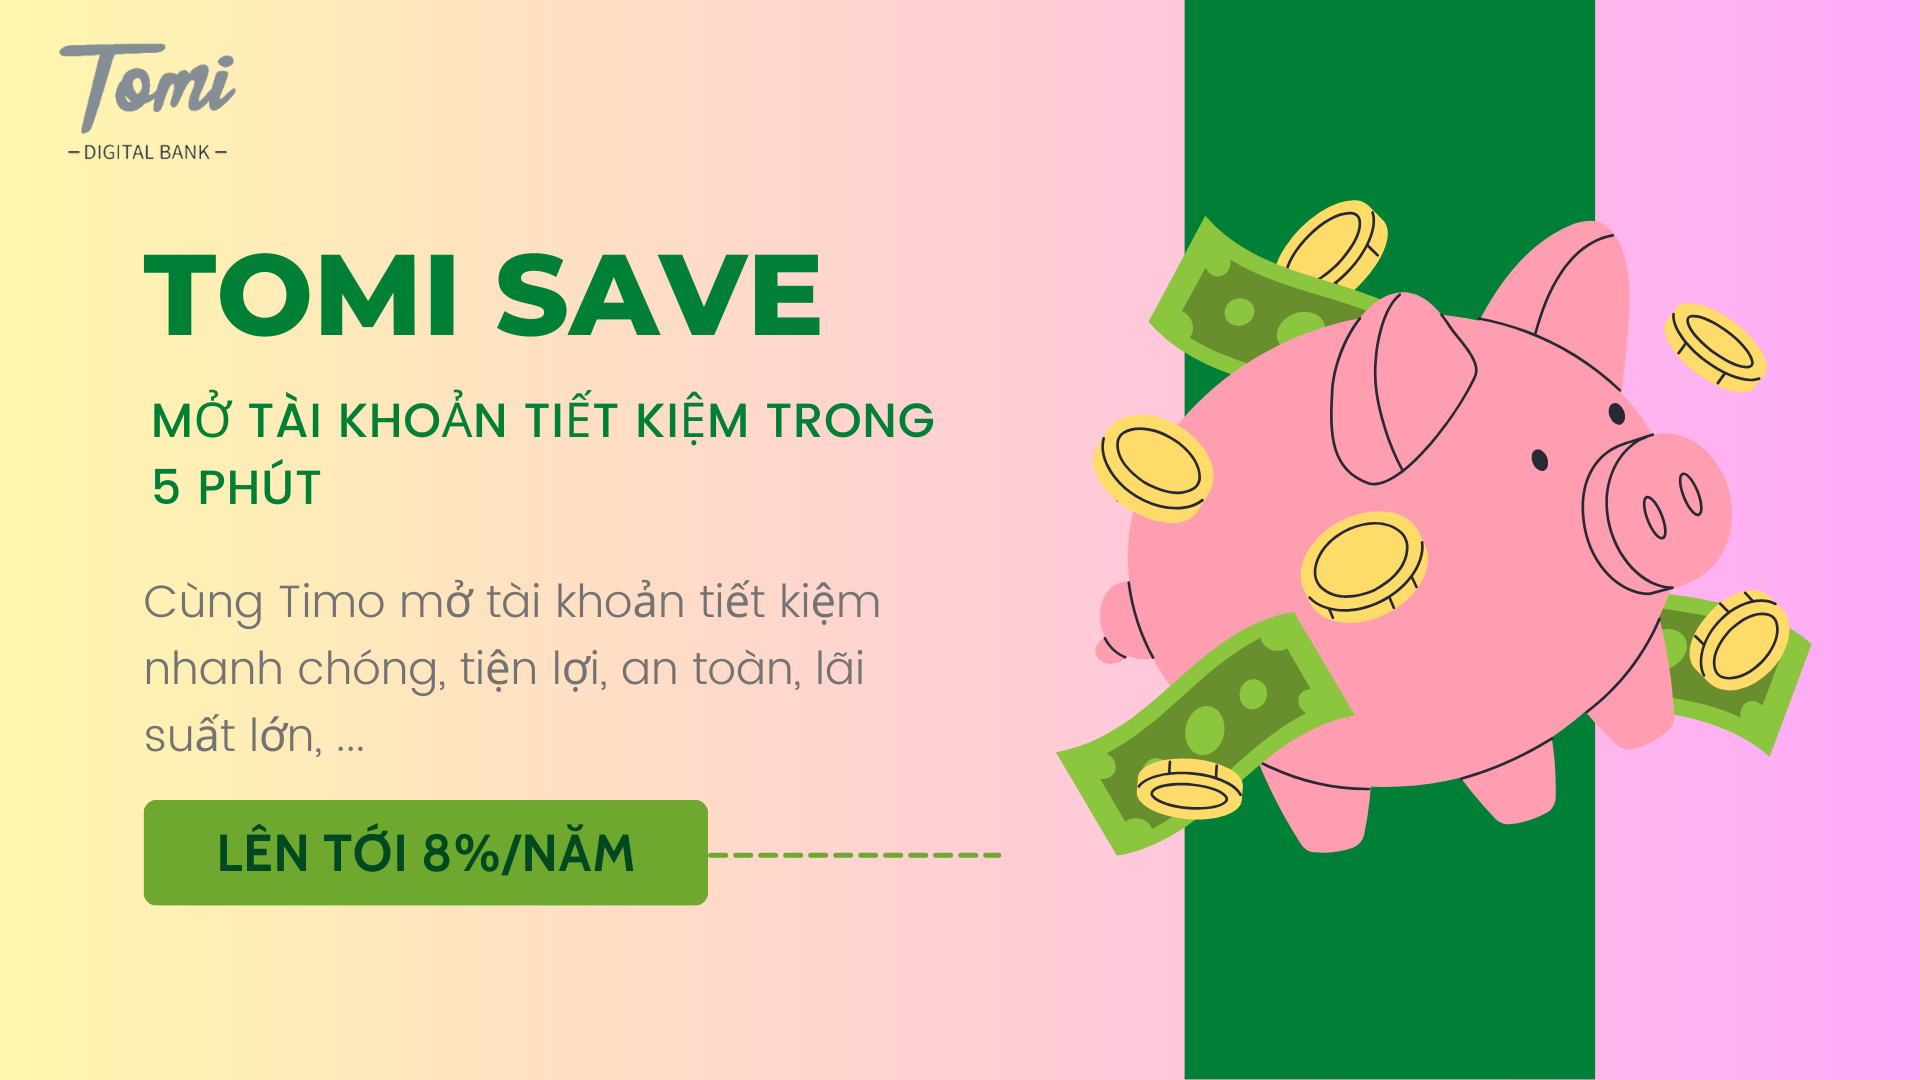 Tomi
DIGITAL BANK
TOMI SAVE
MỞ TÀI KHOẢN TIẾT KIỆM TRONG
5 PHÚT
Cùng Timo mở tài khoản tiết kiệm
nhanh chóng, tiện lợi, an toàn, lãi
suất lớn, ...
LÊN TỚI 8%/NĂM